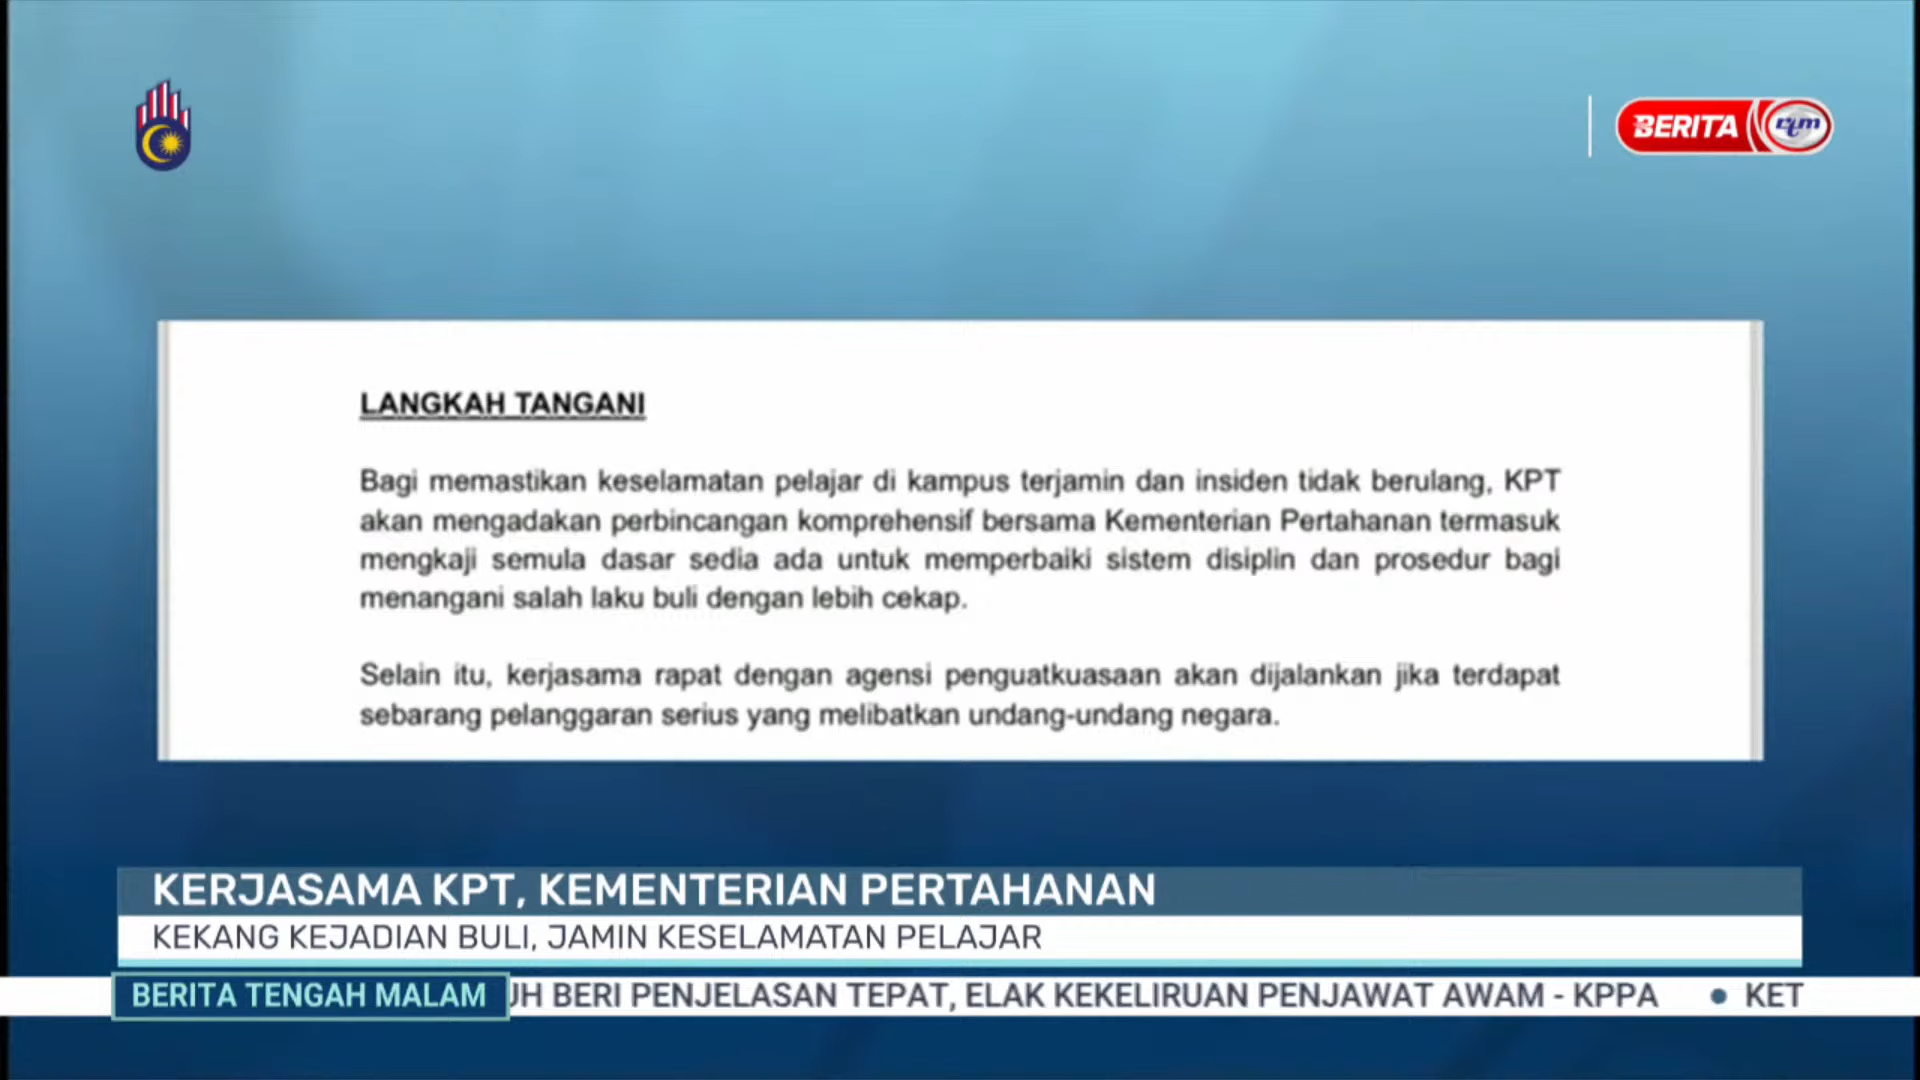 BERITA rtm
LANGKAH TANGANI
Bagi memastikan keselamatan pelajar di kampus terjamin dan insiden tidak berulang, KPT
akan mengadakan perbincangan komprehensif bersama Kementerian Pertahanan termasuk
mengkaji semula dasar sedia ada untuk memperbaiki sistem disiplin dan prosedur bagi
menangani salah laku buli dengan lebih cekap.
Selain itu, kerjasama rapat dengan agensi penguatkuasaan akan dijalankan jika terdapat
sebarang pelanggaran serius yang melibatkan undang-undang negara.
KERJASAMA KPT, KEMENTERIAN PERTAHANAN
KEKANG KEJADIAN BULI, JAMIN KESELAMATAN PELAJAR
BERITA TENGAH MALAM UH BERI PENJELASAN TEPAT, ELAK KEKELIRUAN PENJAWAT AWAM - KPPA • KET